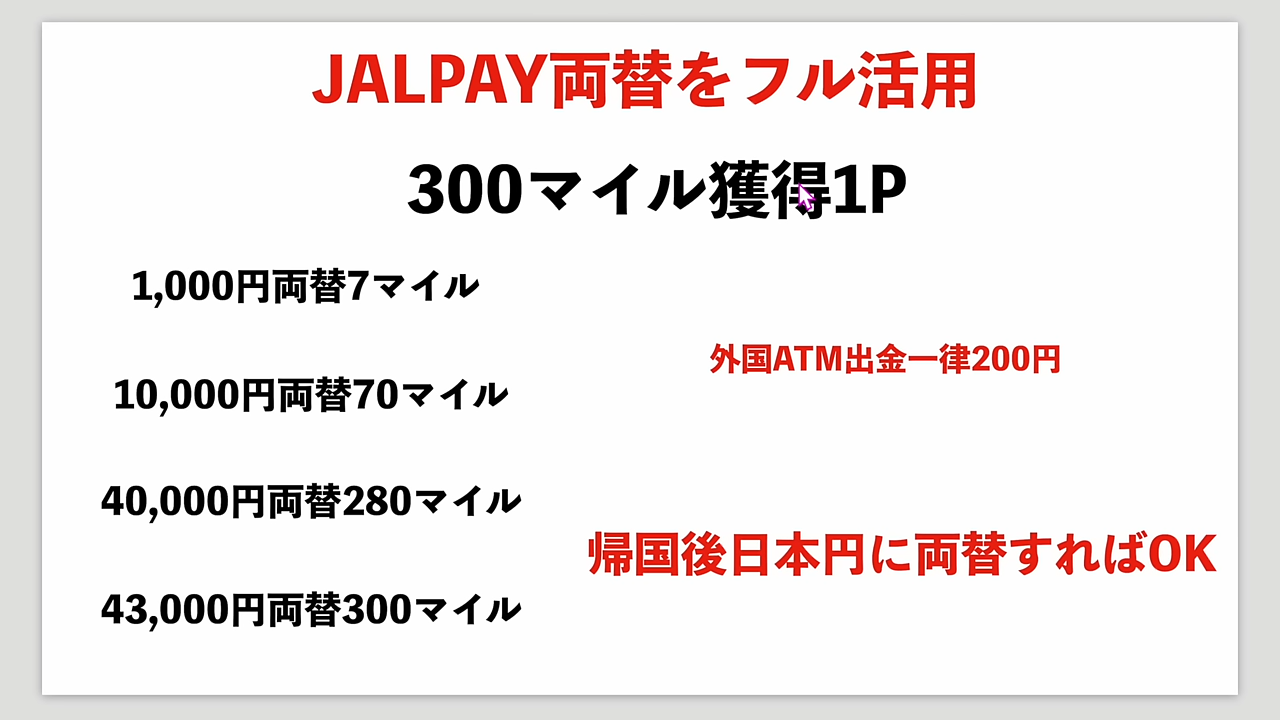 JALPAY両替をフル活用
300マイル獲得1P
1,000円両替7マイル
外国ATM出金一律200円
10,000円両替70マイル
40,000円両替280マイル
帰国後日本円に両替すればOK
43,000円両替300マイル